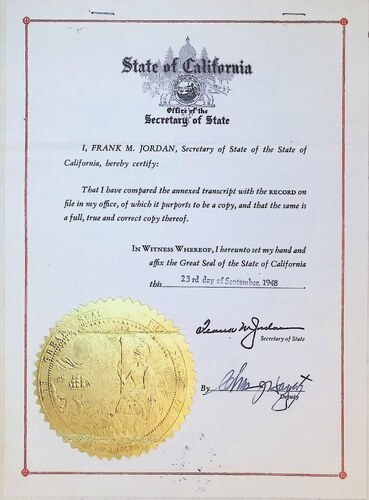 State of California
Office of the
Secretary of State
I, FRANK M. JORDAN, Secretary of State of the State of
California, hereby certify:
That I have compared the annexed transcript with the RECORD on
file in my office, of which it purports to be a copy, and that the same is
a full, true and correct copy thereof.
IN WITNESS WHEREOF, I hereunto set my hand and
affix the Great Seal of the State of California
this 23rd day of September, 1948
Frank M. Jordan
Secretary of State
By
Deputy